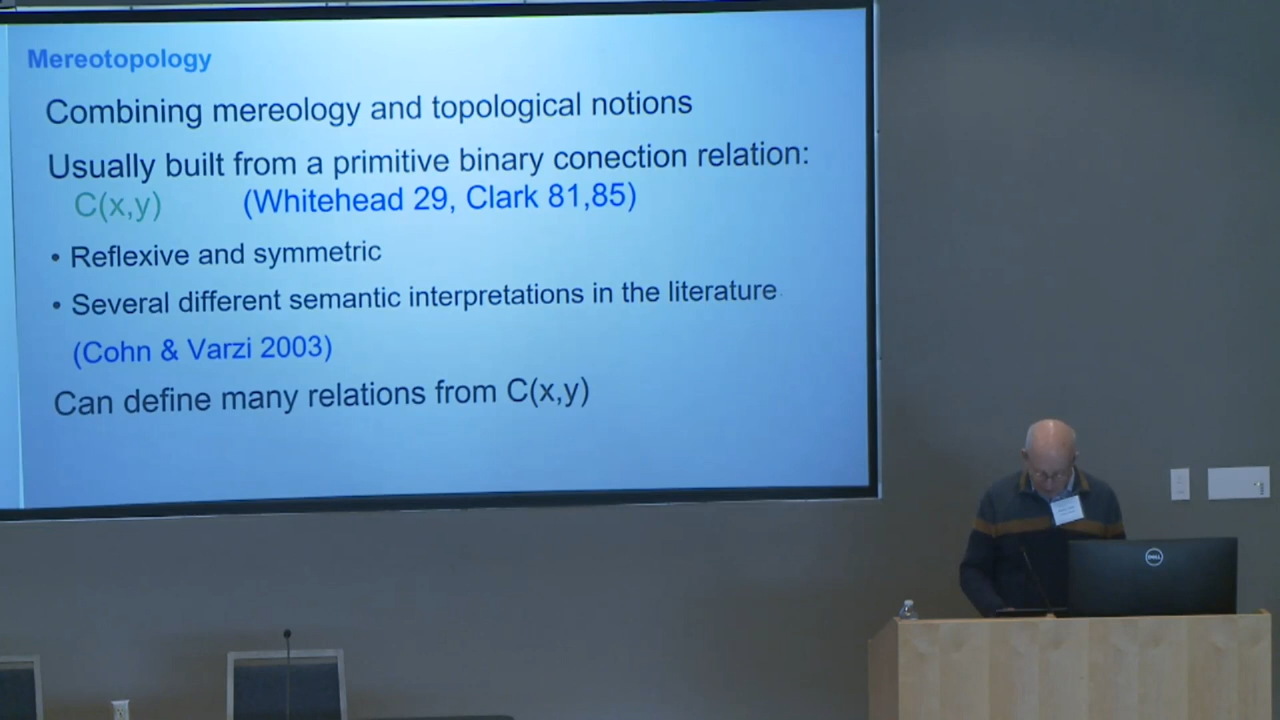 Mereotopology
Combining mereology and topological notions
Usually built from a primitive binary conection relation:
C(x,y) (Whitehead 29, Clark 81,85)
• Reflexive and symmetric
• Several different semantic interpretations in the literature
(Cohn & Varzi 2003)
Can define many relations from C(x,y)
DELL